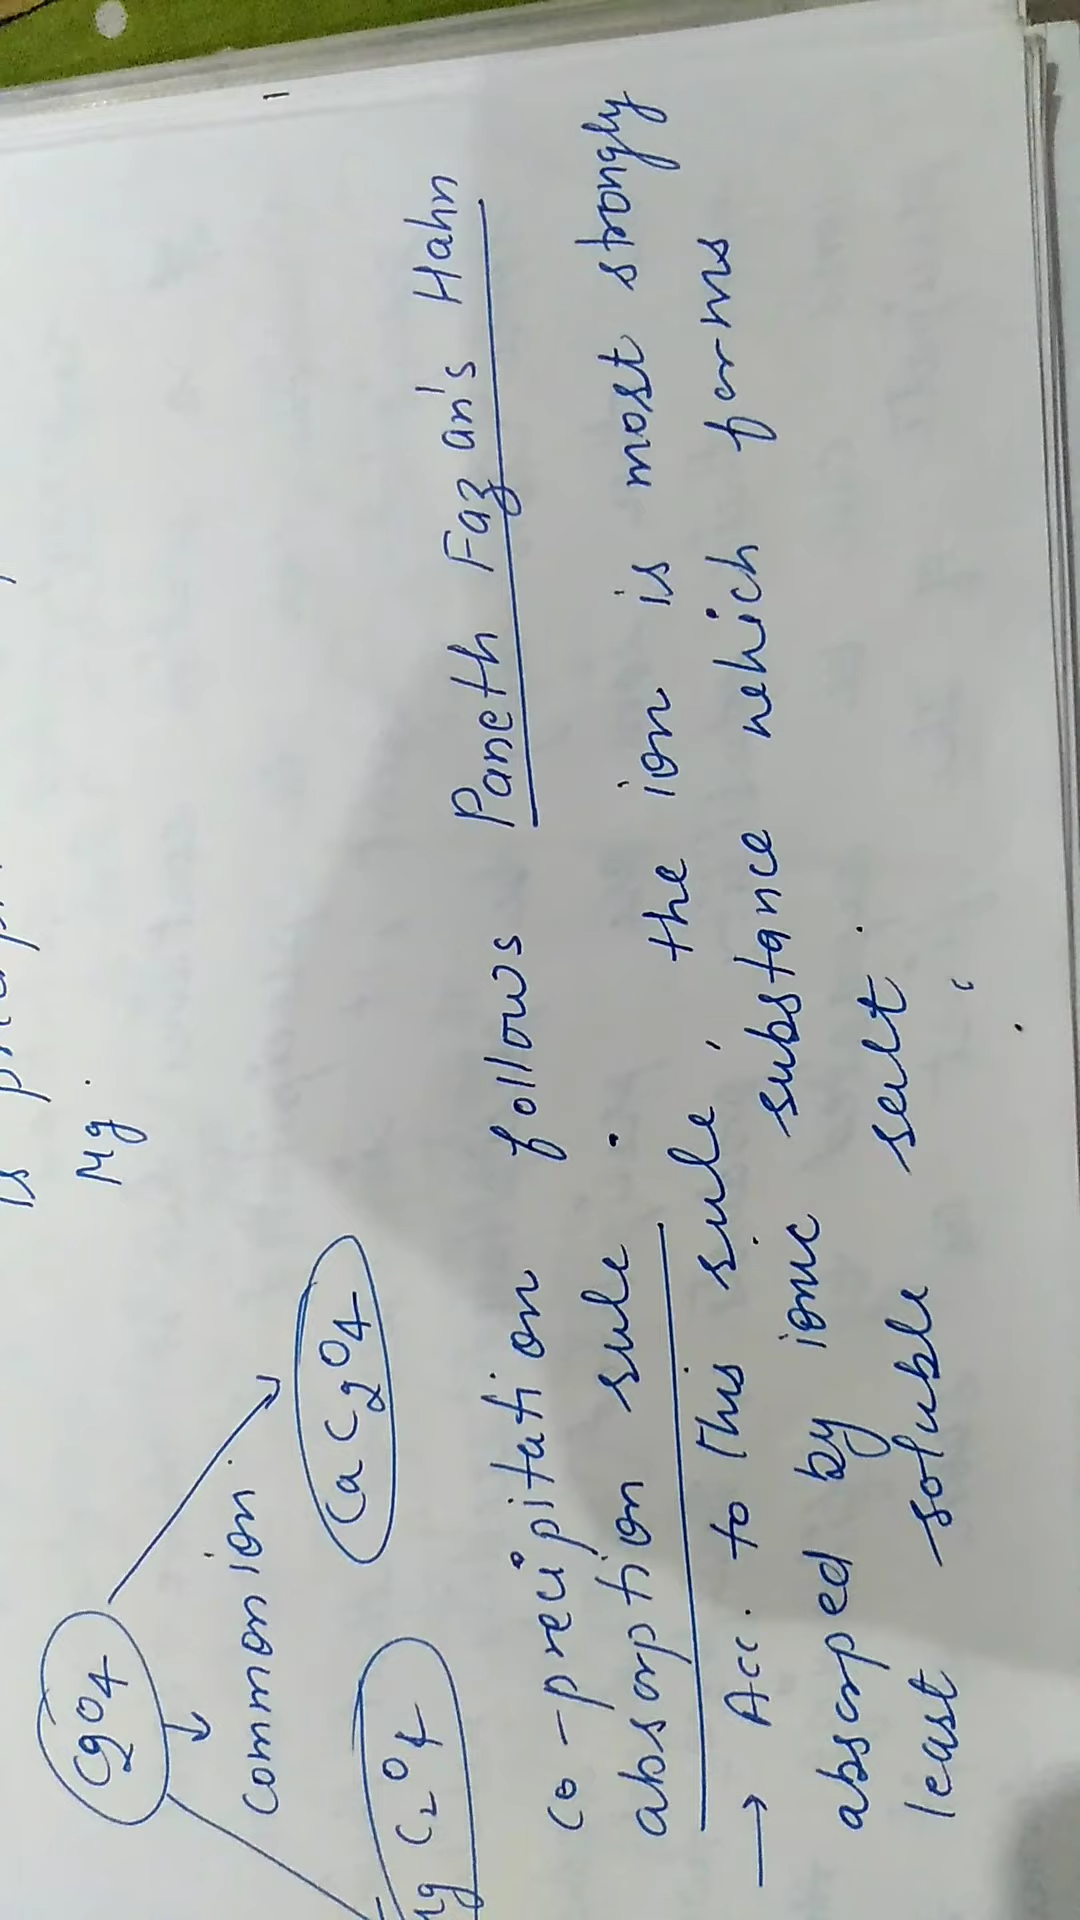 is
Mg.
C2O4
common ion
CaC2O4
Mg C2O4
co-precipitation follows Paneth Fazan's Hahn
absorption rule.
→ Acc. to this rule, the ion is most strongly
absorped by ionic substance which forms
least soluble salt.